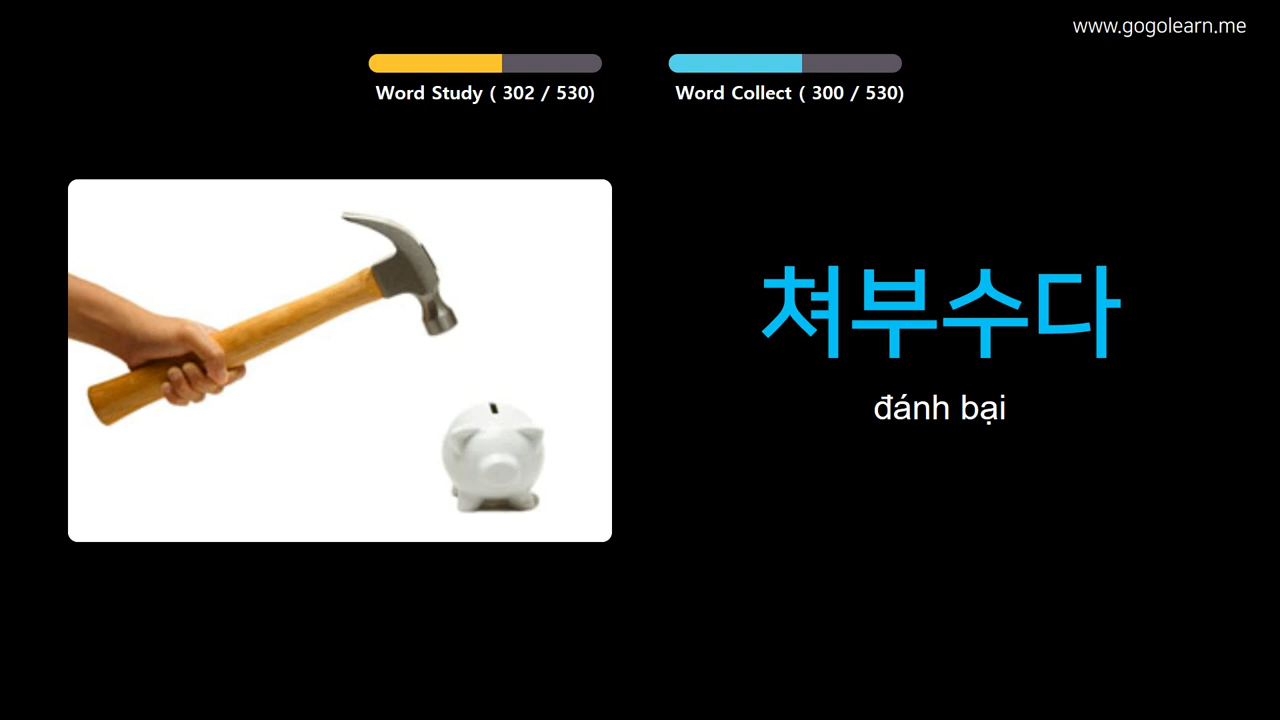 www.gogolearn.me
Word Study ( 302 / 530)
Word Collect ( 300 / 530)
쳐부수다
đánh bại